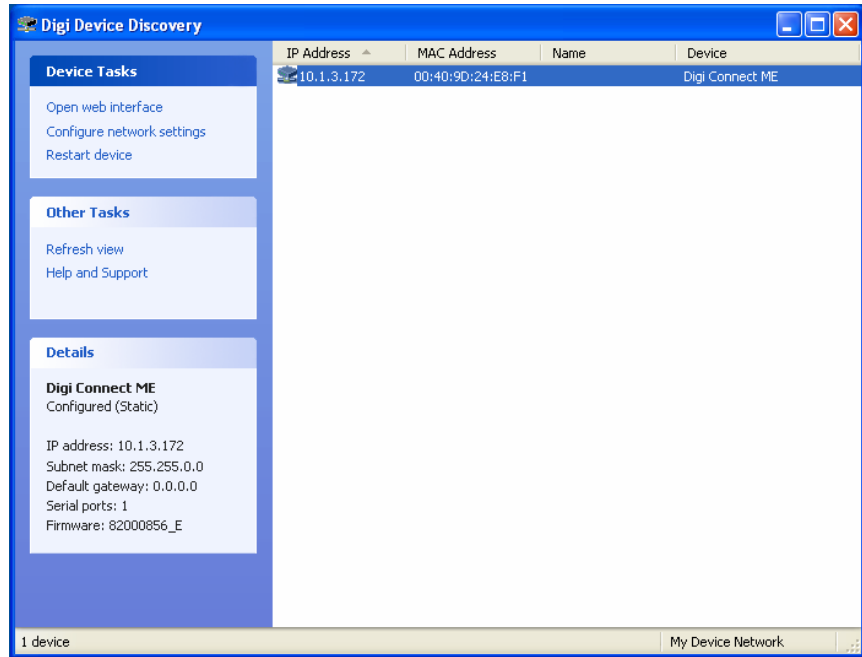 Digi Device Discovery
Device Tasks
Open web interface
Configure network settings
Restart device
Other Tasks
Refresh view
Help and Support
Details
Digi Connect ME
Configured (Static)
IP address: 10.1.3.172
Subnet mask: 255.255.0.0
Default gateway: 0.0.0.0
Serial ports: 1
Firmware: 82000856_E
IP Address MAC Address Name Device
10.1.3.172 00:40:9D:24:E8:F1 Digi Connect ME
1 device My Device Network